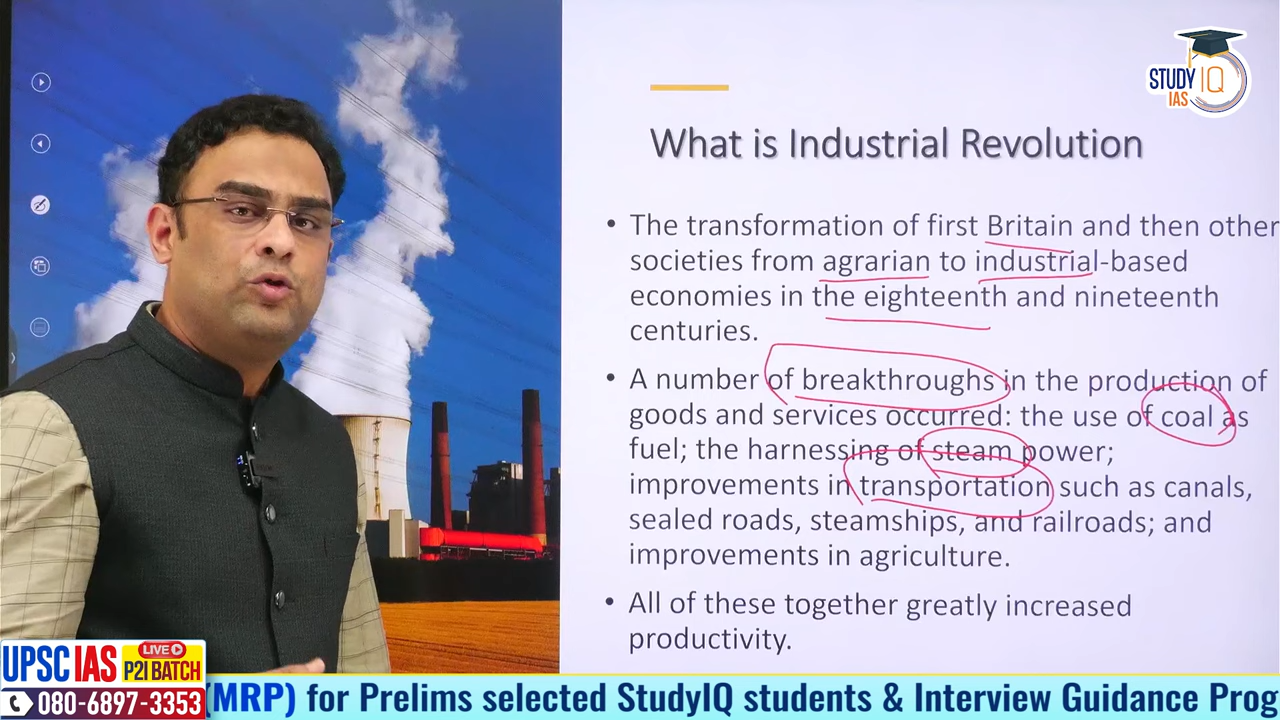 STUDY IQ
IAS
What is Industrial Revolution
• The transformation of first Britain and then other
societies from agrarian to industrial-based
economies in the eighteenth and nineteenth
centuries.
• A number of breakthroughs in the production of
goods and services occurred: the use of coal as
fuel; the harnessing of steam power;
improvements in transportation such as canals,
sealed roads, steamships, and railroads; and
improvements in agriculture.
• All of these together greatly increased
productivity.
UPSC IAS
LIVE
P2I BATCH
080-6897-3353
(MRP) for Prelims selected StudyIQ students & Interview Guidance Prog